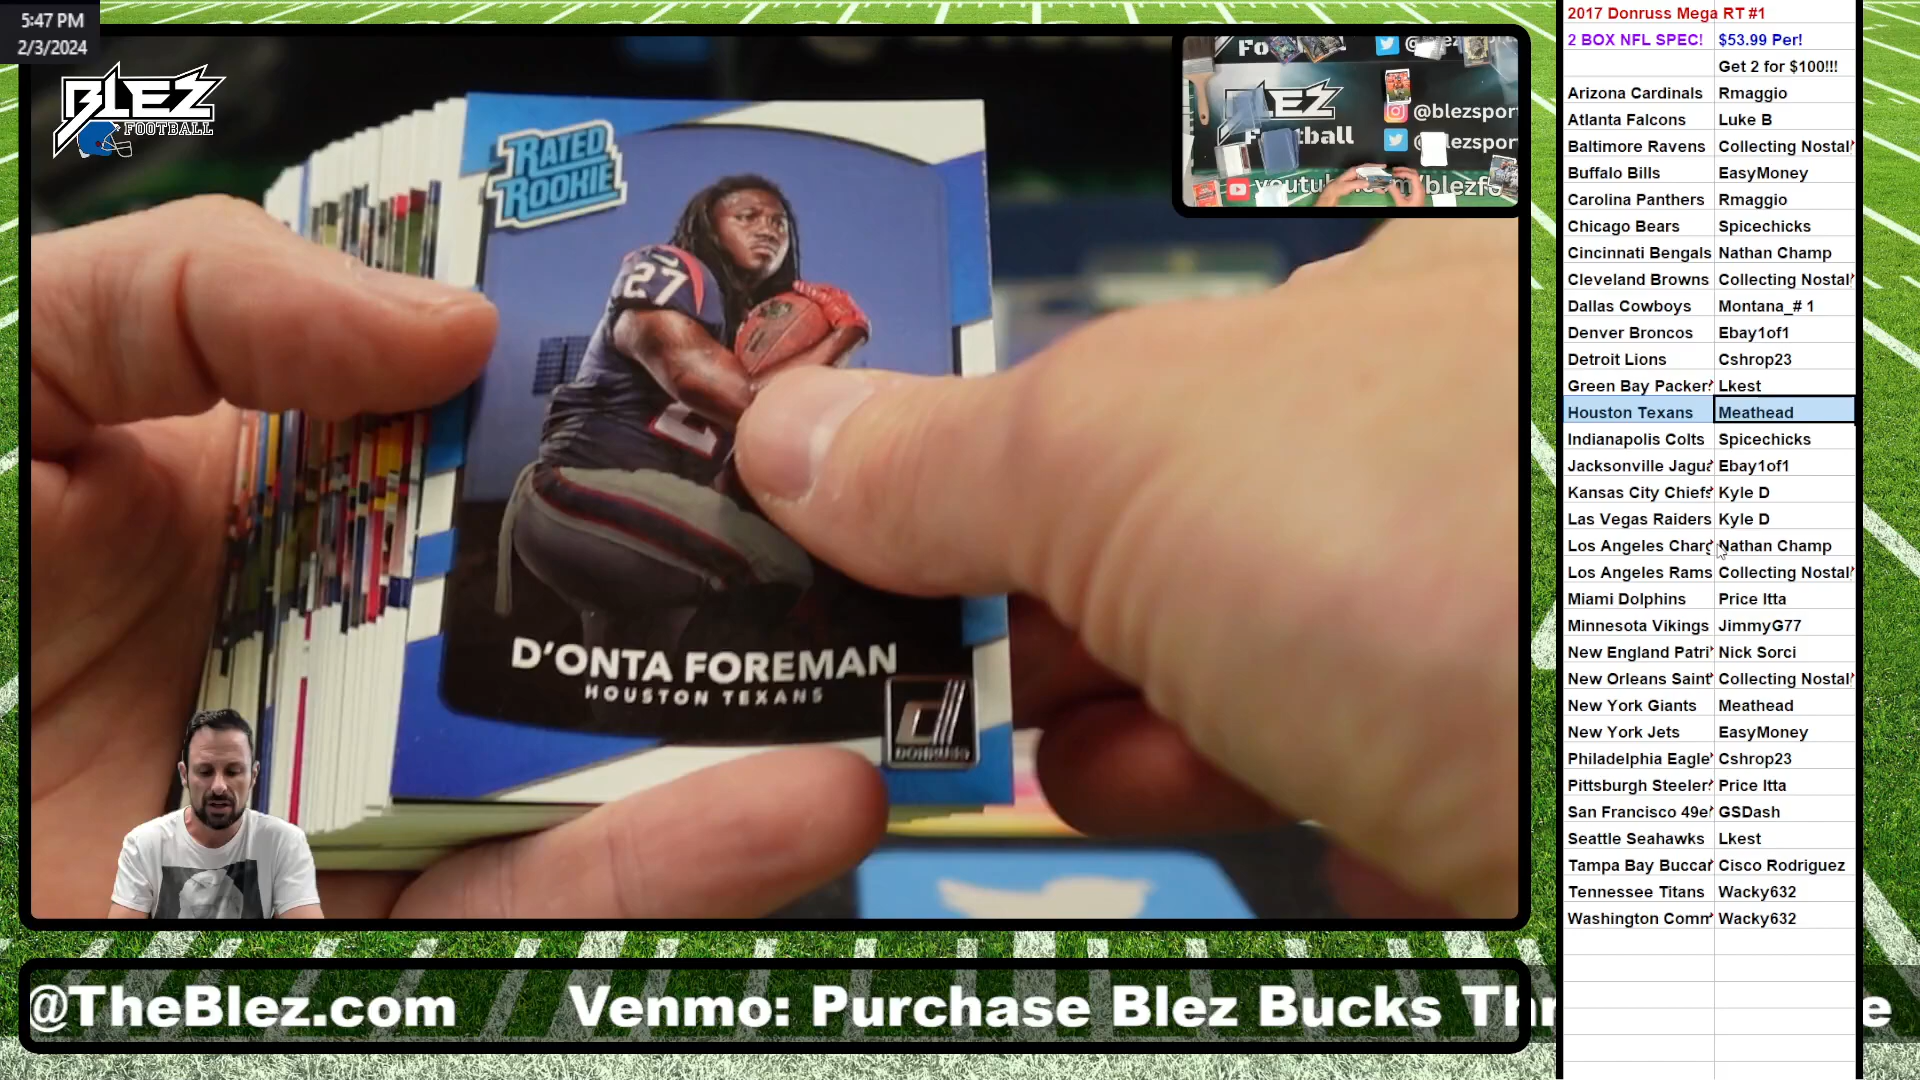 5:47 PM
2/3/2024
BLEZ
FOOTBALL
RATED
ROOKIE
27
2
D'ONTA FOREMAN
HOUSTON TEXANS
DONRUSS
BLEZ
@blezspor
@TheBlez.com Venmo: Purchase Blez Bucks Thr
2017 Donruss Mega RT #1
2 BOX NFL SPEC! $53.99 Per!
Get 2 for $100!!!
Arizona Cardinals Rmaggio
Atlanta Falcons Luke B
Baltimore Ravens Collecting Nostal
Buffalo Bills EasyMoney
Carolina Panthers Rmaggio
Chicago Bears Spicechicks
Cincinnati Bengals Nathan Champ
Cleveland Browns Collecting Nostal
Dallas Cowboys Montana_# 1
Denver Broncos Ebay1of1
Detroit Lions Cshrop23
Green Bay Packer Lkest
Houston Texans Meathead
Indianapolis Colts Spicechicks
Jacksonville Jagu Ebay1of1
Kansas City Chiefs Kyle D
Las Vegas Raiders Kyle D
Los Angeles Charg Nathan Champ
Los Angeles Rams Collecting Nostal
Miami Dolphins Price Itta
Minnesota Vikings JimmyG77
New England Patri Nick Sorci
New Orleans Saint Collecting Nostal
New York Giants Meathead
New York Jets EasyMoney
Philadelphia Eagle Cshrop23
Pittsburgh Steeler Price Itta
San Francisco 49e GSDash
Seattle Seahawks Lkest
Tampa Bay Buccar Cisco Rodriguez
Tennessee Titans Wacky632
Washington Comm Wacky632